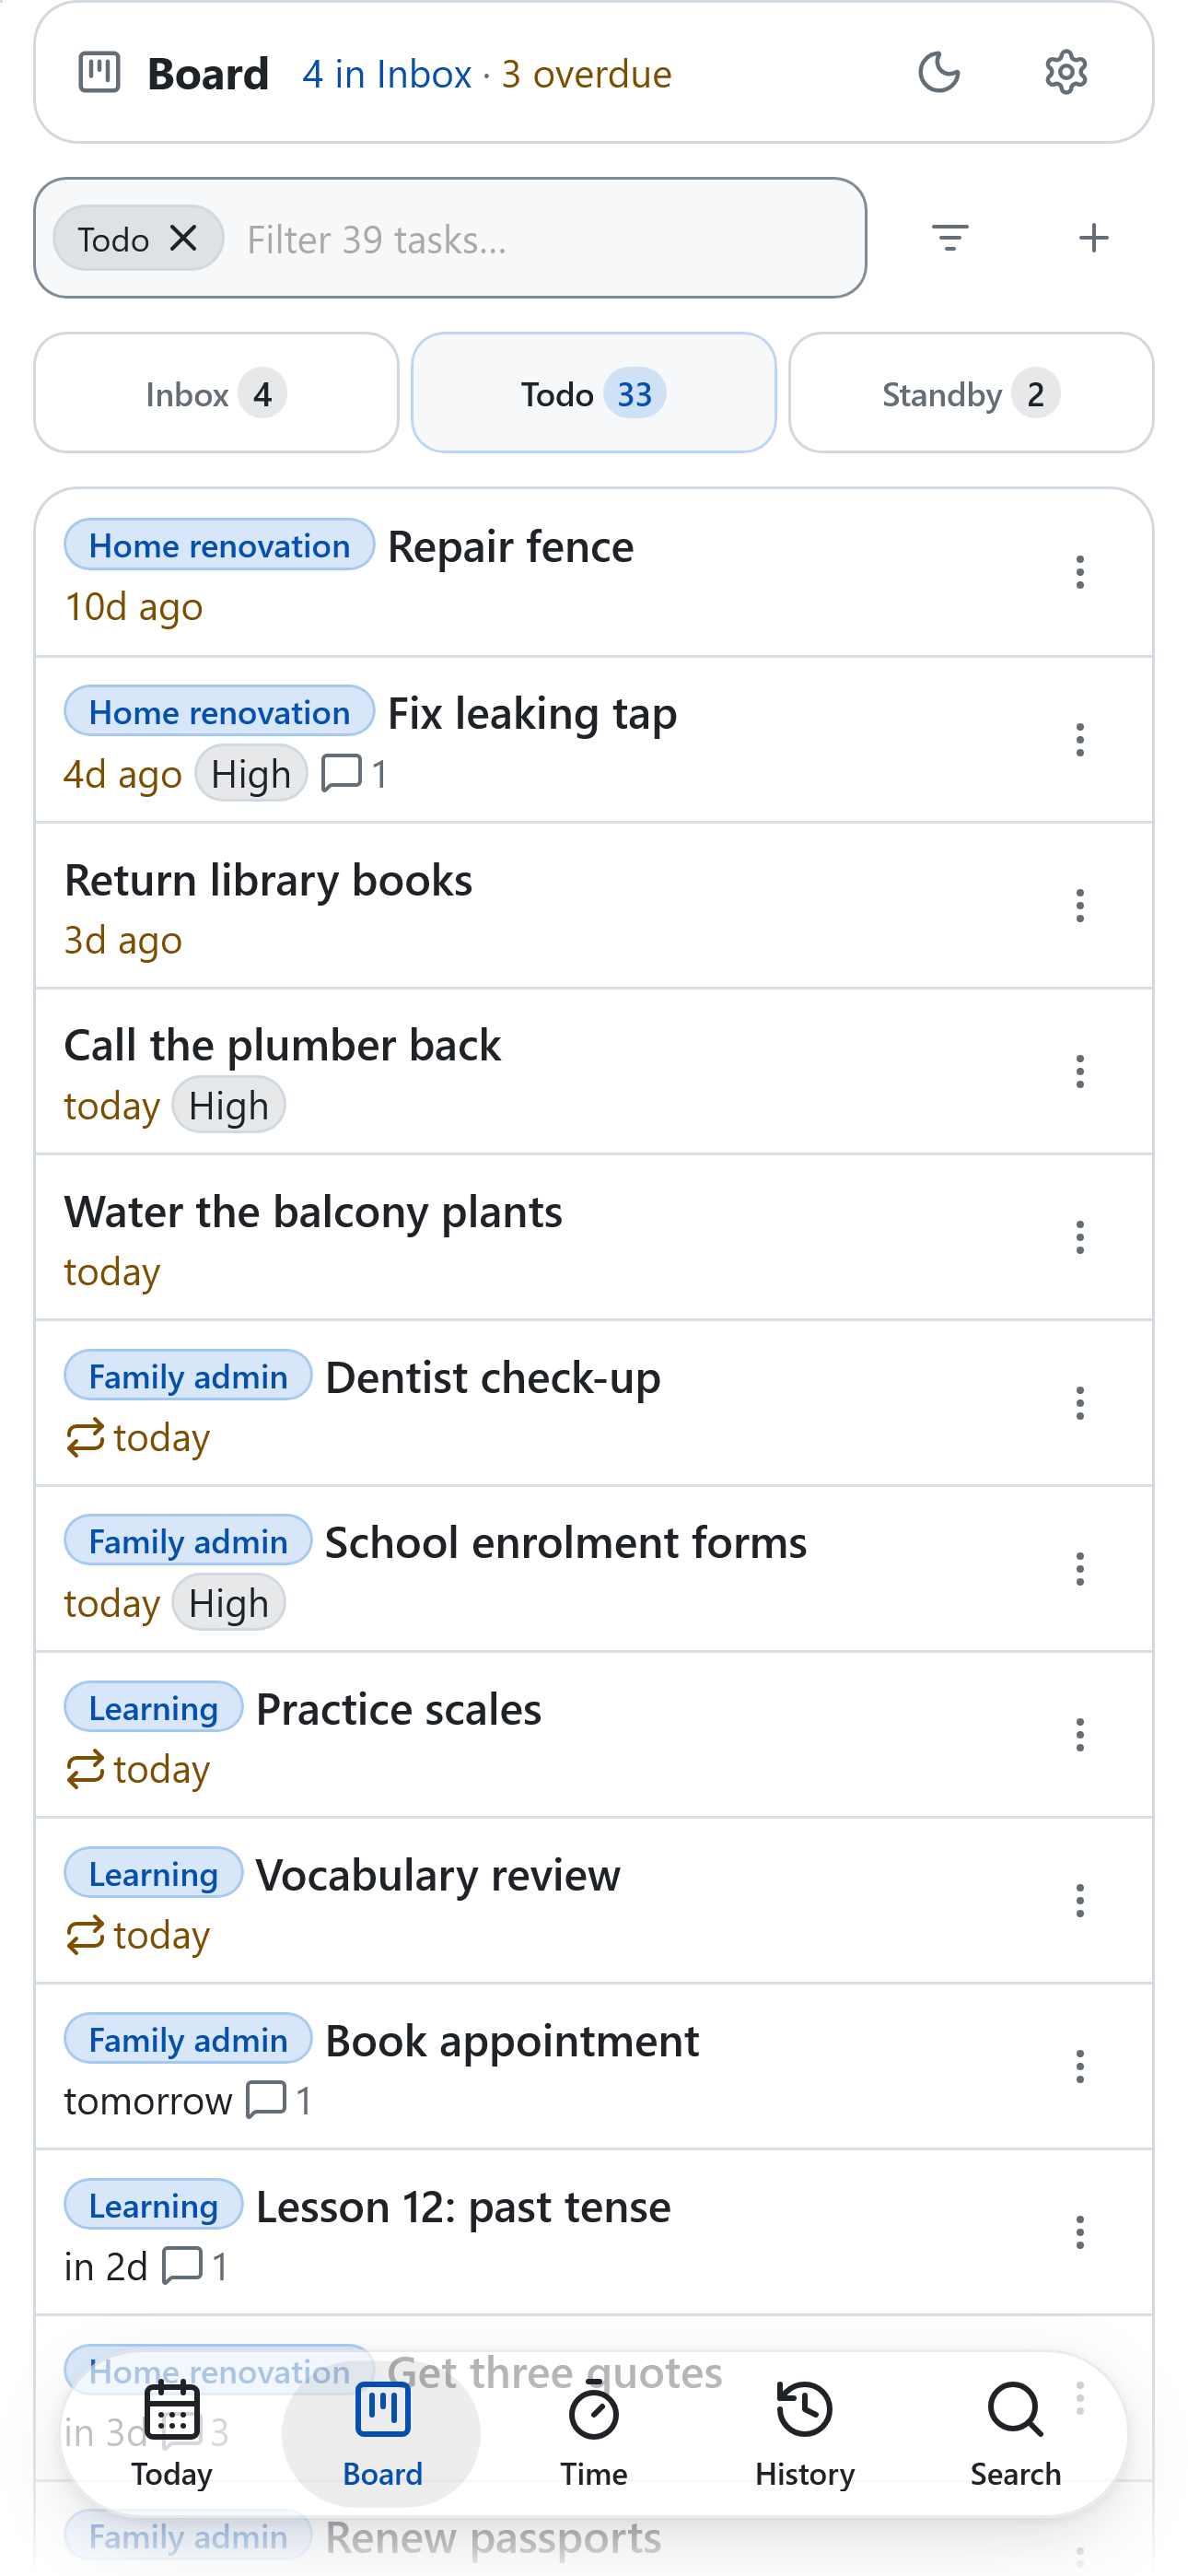 Board 4 in Inbox · 3 overdue
Todo Filter 39 tasks...
Inbox 4 Todo 33 Standby 2
Home renovation Repair fence
10d ago
Home renovation Fix leaking tap
4d ago High 1
Return library books
3d ago
Call the plumber back
today High
Water the balcony plants
today
Family admin Dentist check-up
today
Family admin School enrolment forms
today High
Learning Practice scales
today
Learning Vocabulary review
today
Family admin Book appointment
tomorrow 1
Learning Lesson 12: past tense
in 2d 1
Home renovation Get three quotes
in 3d 3
Today Board Time History Search
Family admin Renew passports